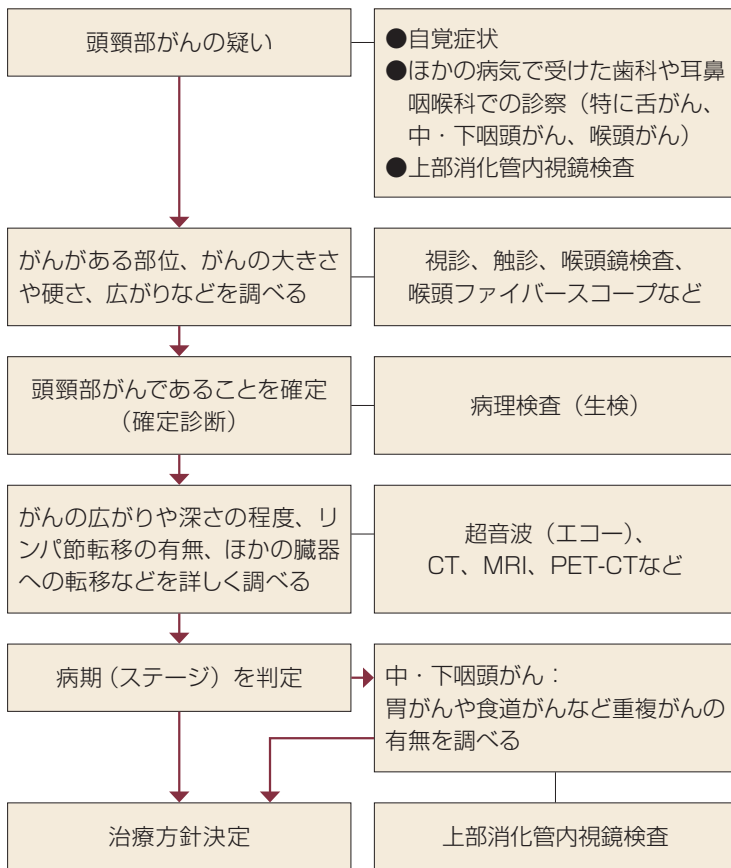 頭頸部がんの疑い
●自覚症状
●ほかの病気で受けた歯科や耳鼻
咽喉科での診察（特に舌がん、
中・下咽頭がん、喉頭がん）
●上部消化管内視鏡検査
がんがある部位、がんの大きさ
や硬さ、広がりなどを調べる
視診、触診、喉頭鏡検査、
喉頭ファイバースコープなど
頭頸部がんであることを確定
（確定診断）
病理検査（生検）
がんの広がりや深さの程度、リ
ンパ節転移の有無、ほかの臓器
への転移などを詳しく調べる
超音波（エコー）、
CT、MRI、PET-CTなど
病期（ステージ）を判定
中・下咽頭がん：
胃がんや食道がんなど重複がんの
有無を調べる
治療方針決定
上部消化管内視鏡検査